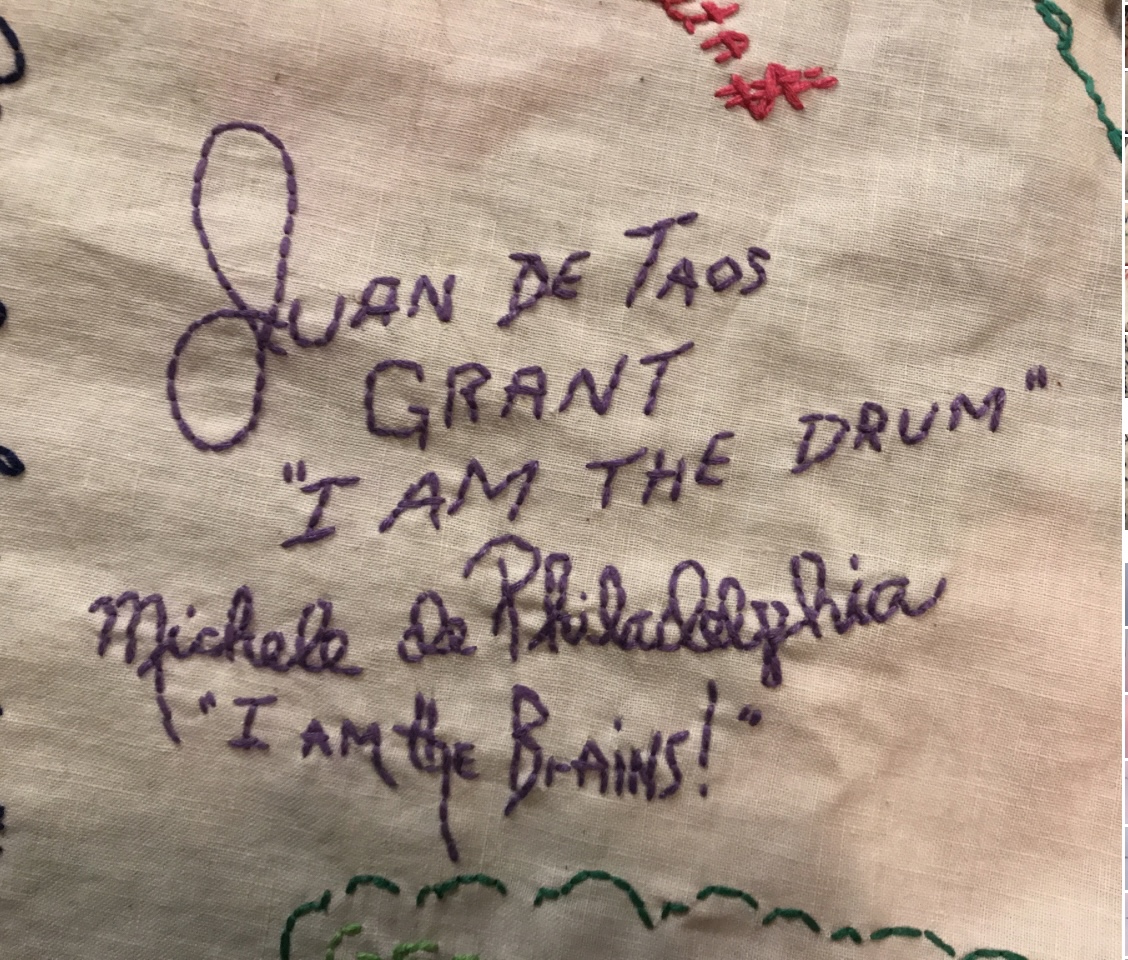 Juan de Taos
GRANT
"I AM THE DRUM"
Michele de Philadelphia
"I AM the BrAiNS!"